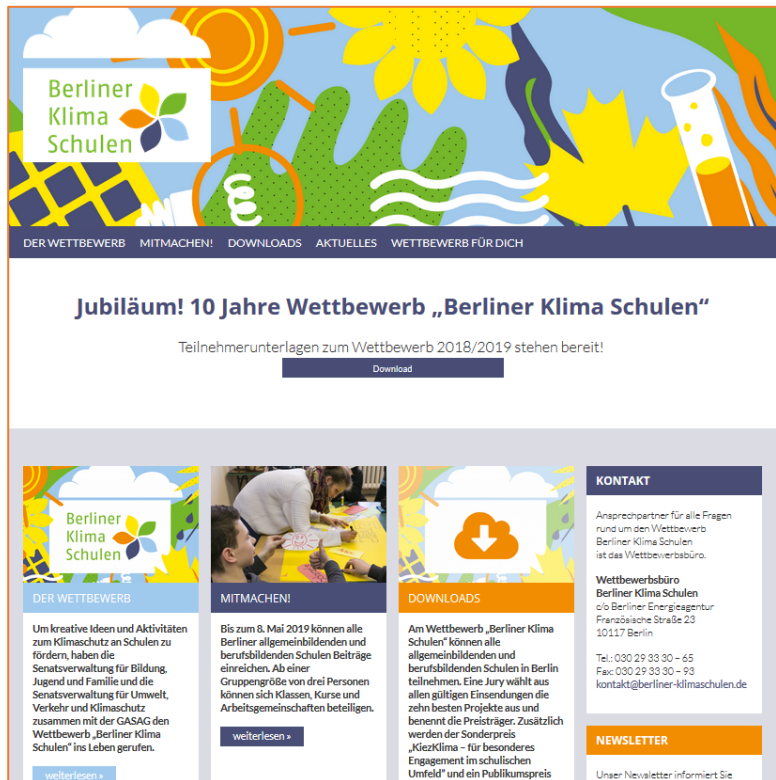 Berliner
Klima
Schulen
DER WETTBEWERB MITMACHEN! DOWNLOADS AKTUELLES WETTBEWERB FÜR DICH
Jubiläum! 10 Jahre Wettbewerb „Berliner Klima Schulen“
Teilnehmerunterlagen zum Wettbewerb 2018/2019 stehen bereit!
Download
Berliner
Klima
Schulen
DER WETTBEWERB
Um kreative Ideen und Aktivitäten
zum Klimaschutz an Schulen zu
fördern, haben die
Senatsverwaltung für Bildung,
Jugend und Familie und die
Senatsverwaltung für Umwelt,
Verkehr und Klimaschutz
zusammen mit der GASAG den
Wettbewerb „Berliner Klima
Schulen“ ins Leben gerufen.
weiterlesen »
MITMACHEN!
Bis zum 8. Mai 2019 können alle
Berliner allgemeinbildenden und
berufsbildenden Schulen Beiträge
einreichen. Ab einer
Gruppengröße von drei Personen
können sich Klassen, Kurse und
Arbeitsgemeinschaften beteiligen.
weiterlesen »
DOWNLOADS
Am Wettbewerb „Berliner Klima
Schulen“ können alle
allgemeinbildenden und
berufsbildenden Schulen in Berlin
teilnehmen. Eine Jury wählt aus
allen gültigen Einsendungen die
zehn besten Projekte aus und
benennt die Preisträger. Zusätzlich
werden der Sonderpreis
„KiezKlima – für besonderes
Engagement im schulischen
Umfeld“ und ein Publikumspreis
KONTAKT
Ansprechpartner für alle Fragen
rund um den Wettbewerb
Berliner Klima Schulen
ist das Wettbewerbsbüro.
Wettbewerbsbüro
Berliner Klima Schulen
c/o Berliner Energieagentur
Französische Straße 23
10117 Berlin
Tel.: 030 29 33 30 – 65
Fax: 030 29 33 30 – 93
kontakt@berliner-klimaschulen.de
NEWSLETTER
Unser Newsletter informiert Sie